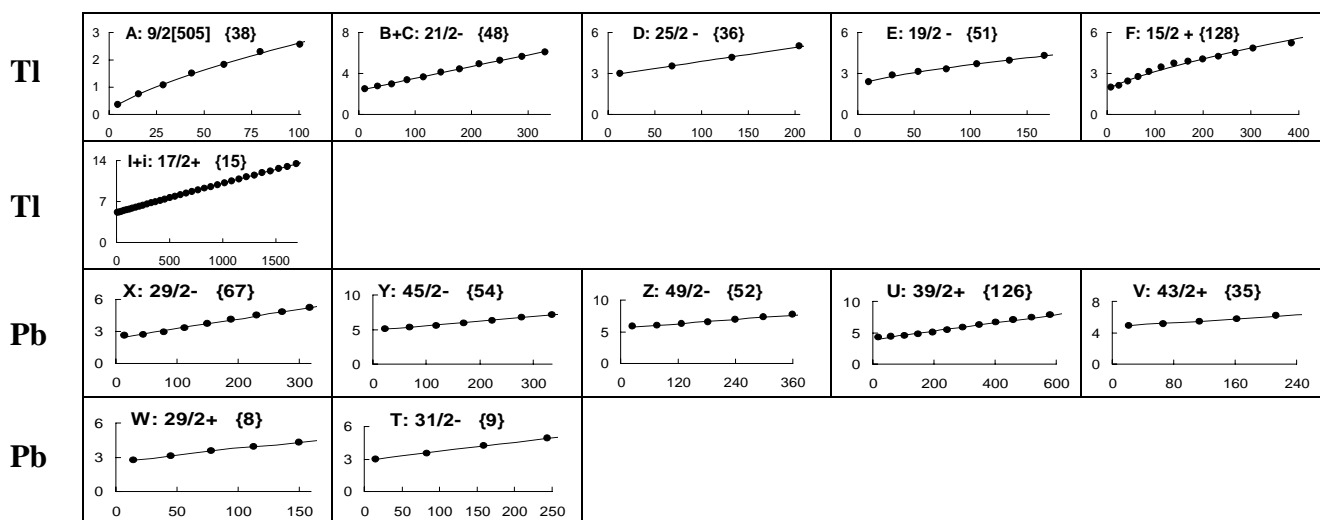 Tl
A: 9/2[505] {38}
3
2
1
0
0 25 50 75 100
B+C: 21/2- {48}
8
4
0
0 100 200 300
D: 25/2 - {36}
6
3
0
0 50 100 150 200
E: 19/2 - {51}
6
3
0
0 50 100 150
F: 15/2 + {128}
6
3
0
0 100 200 300 400
Tl
I+i: 17/2+ {15}
14
7
0
0 500 1000 1500
Pb
X: 29/2- {67}
6
3
0
0 100 200 300
Y: 45/2- {54}
10
5
0
0 100 200 300
Z: 49/2- {52}
10
5
0
0 120 240 360
U: 39/2+ {126}
10
5
0
0 200 400 600
V: 43/2+ {35}
8
4
0
0 80 160 240
Pb
W: 29/2+ {8}
6
3
0
0 50 100 150
T: 31/2- {9}
6
3
0
0 50 100 150 200 250